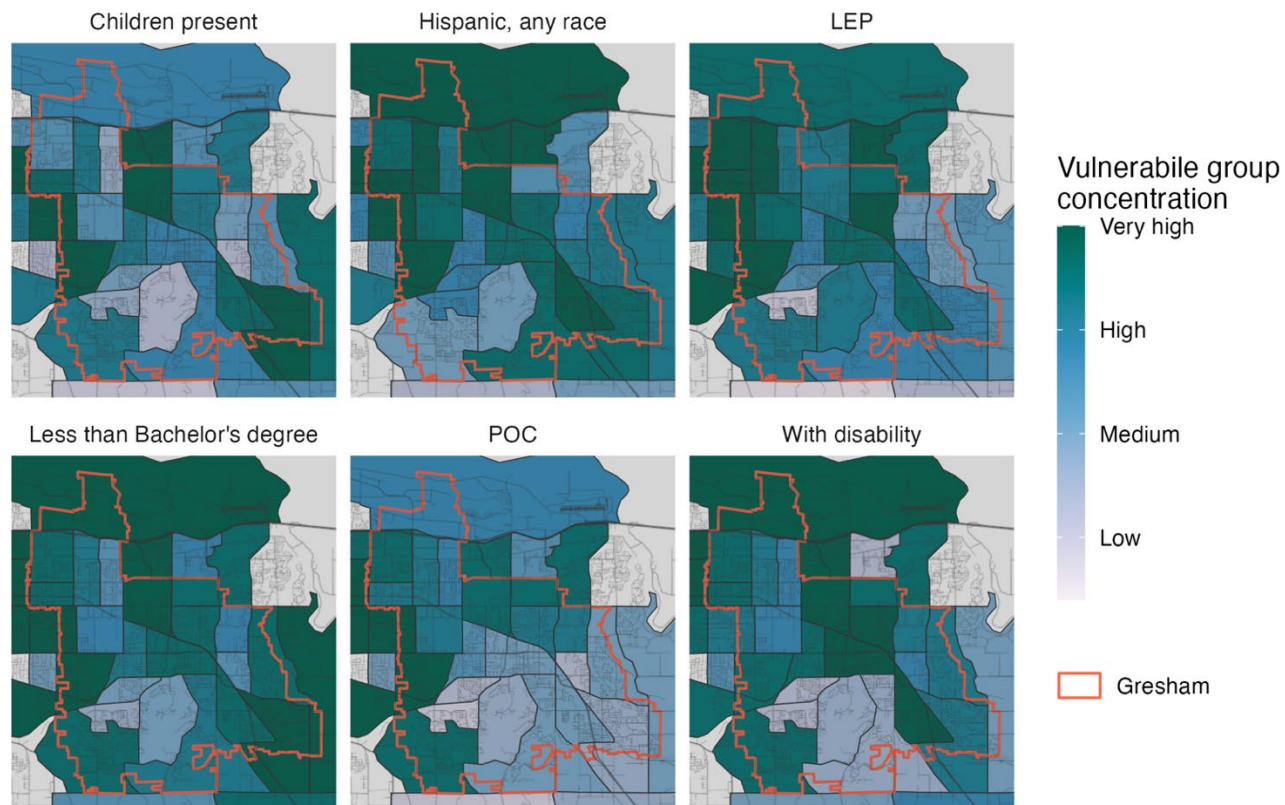 Children present
Hispanic, any race
LEP
Less than Bachelor's degree
POC
With disability
Vulnerabile group
concentration
Very high
High
Medium
Low
Gresham